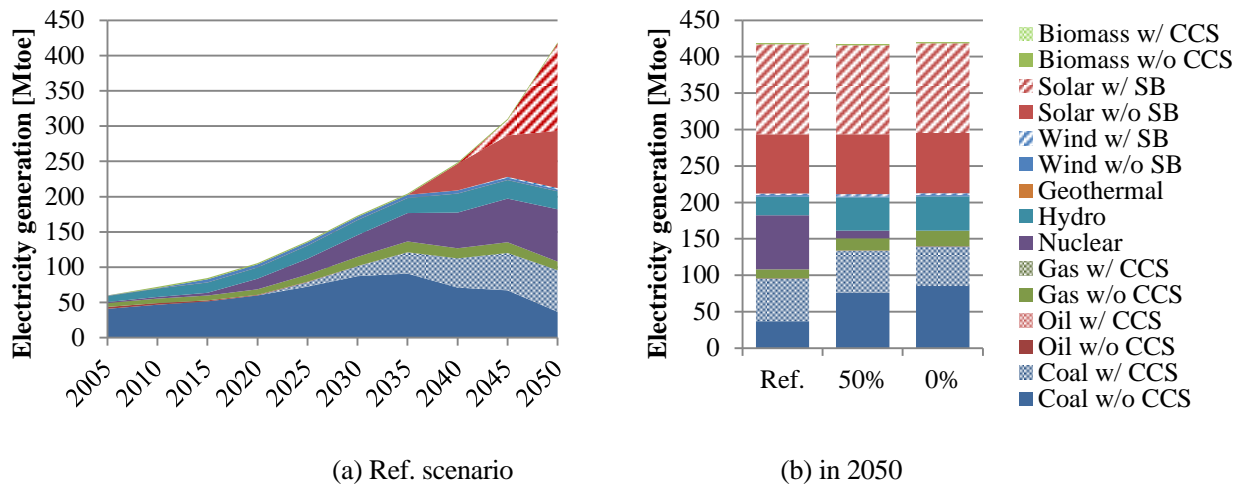 Electricity generation [Mtoe]
450
400
350
300
250
200
150
100
50
0
2005
2010
2015
2020
2025
2030
2035
2040
2045
2050
(a) Ref. scenario
Electricity generation [Mtoe]
450
400
350
300
250
200
150
100
50
0
Ref.
50%
0%
(b) in 2050
Biomass w/ CCS
Biomass w/o CCS
Solar w/ SB
Solar w/o SB
Wind w/ SB
Wind w/o SB
Geothermal
Hydro
Nuclear
Gas w/ CCS
Gas w/o CCS
Oil w/ CCS
Oil w/o CCS
Coal w/ CCS
Coal w/o CCS